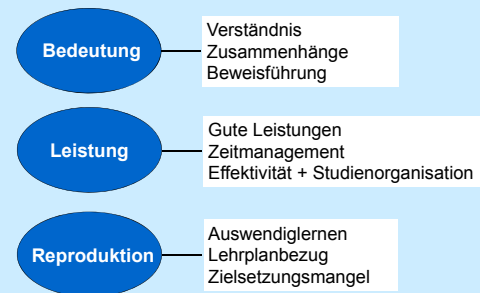 Bedeutung
Verständnis
Zusammenhänge
Beweisführung
Leistung
Gute Leistungen
Zeitmanagement
Effektivität + Studienorganisation
Reproduktion
Auswendiglernen
Lehrplanbezug
Zielsetzungsmangel